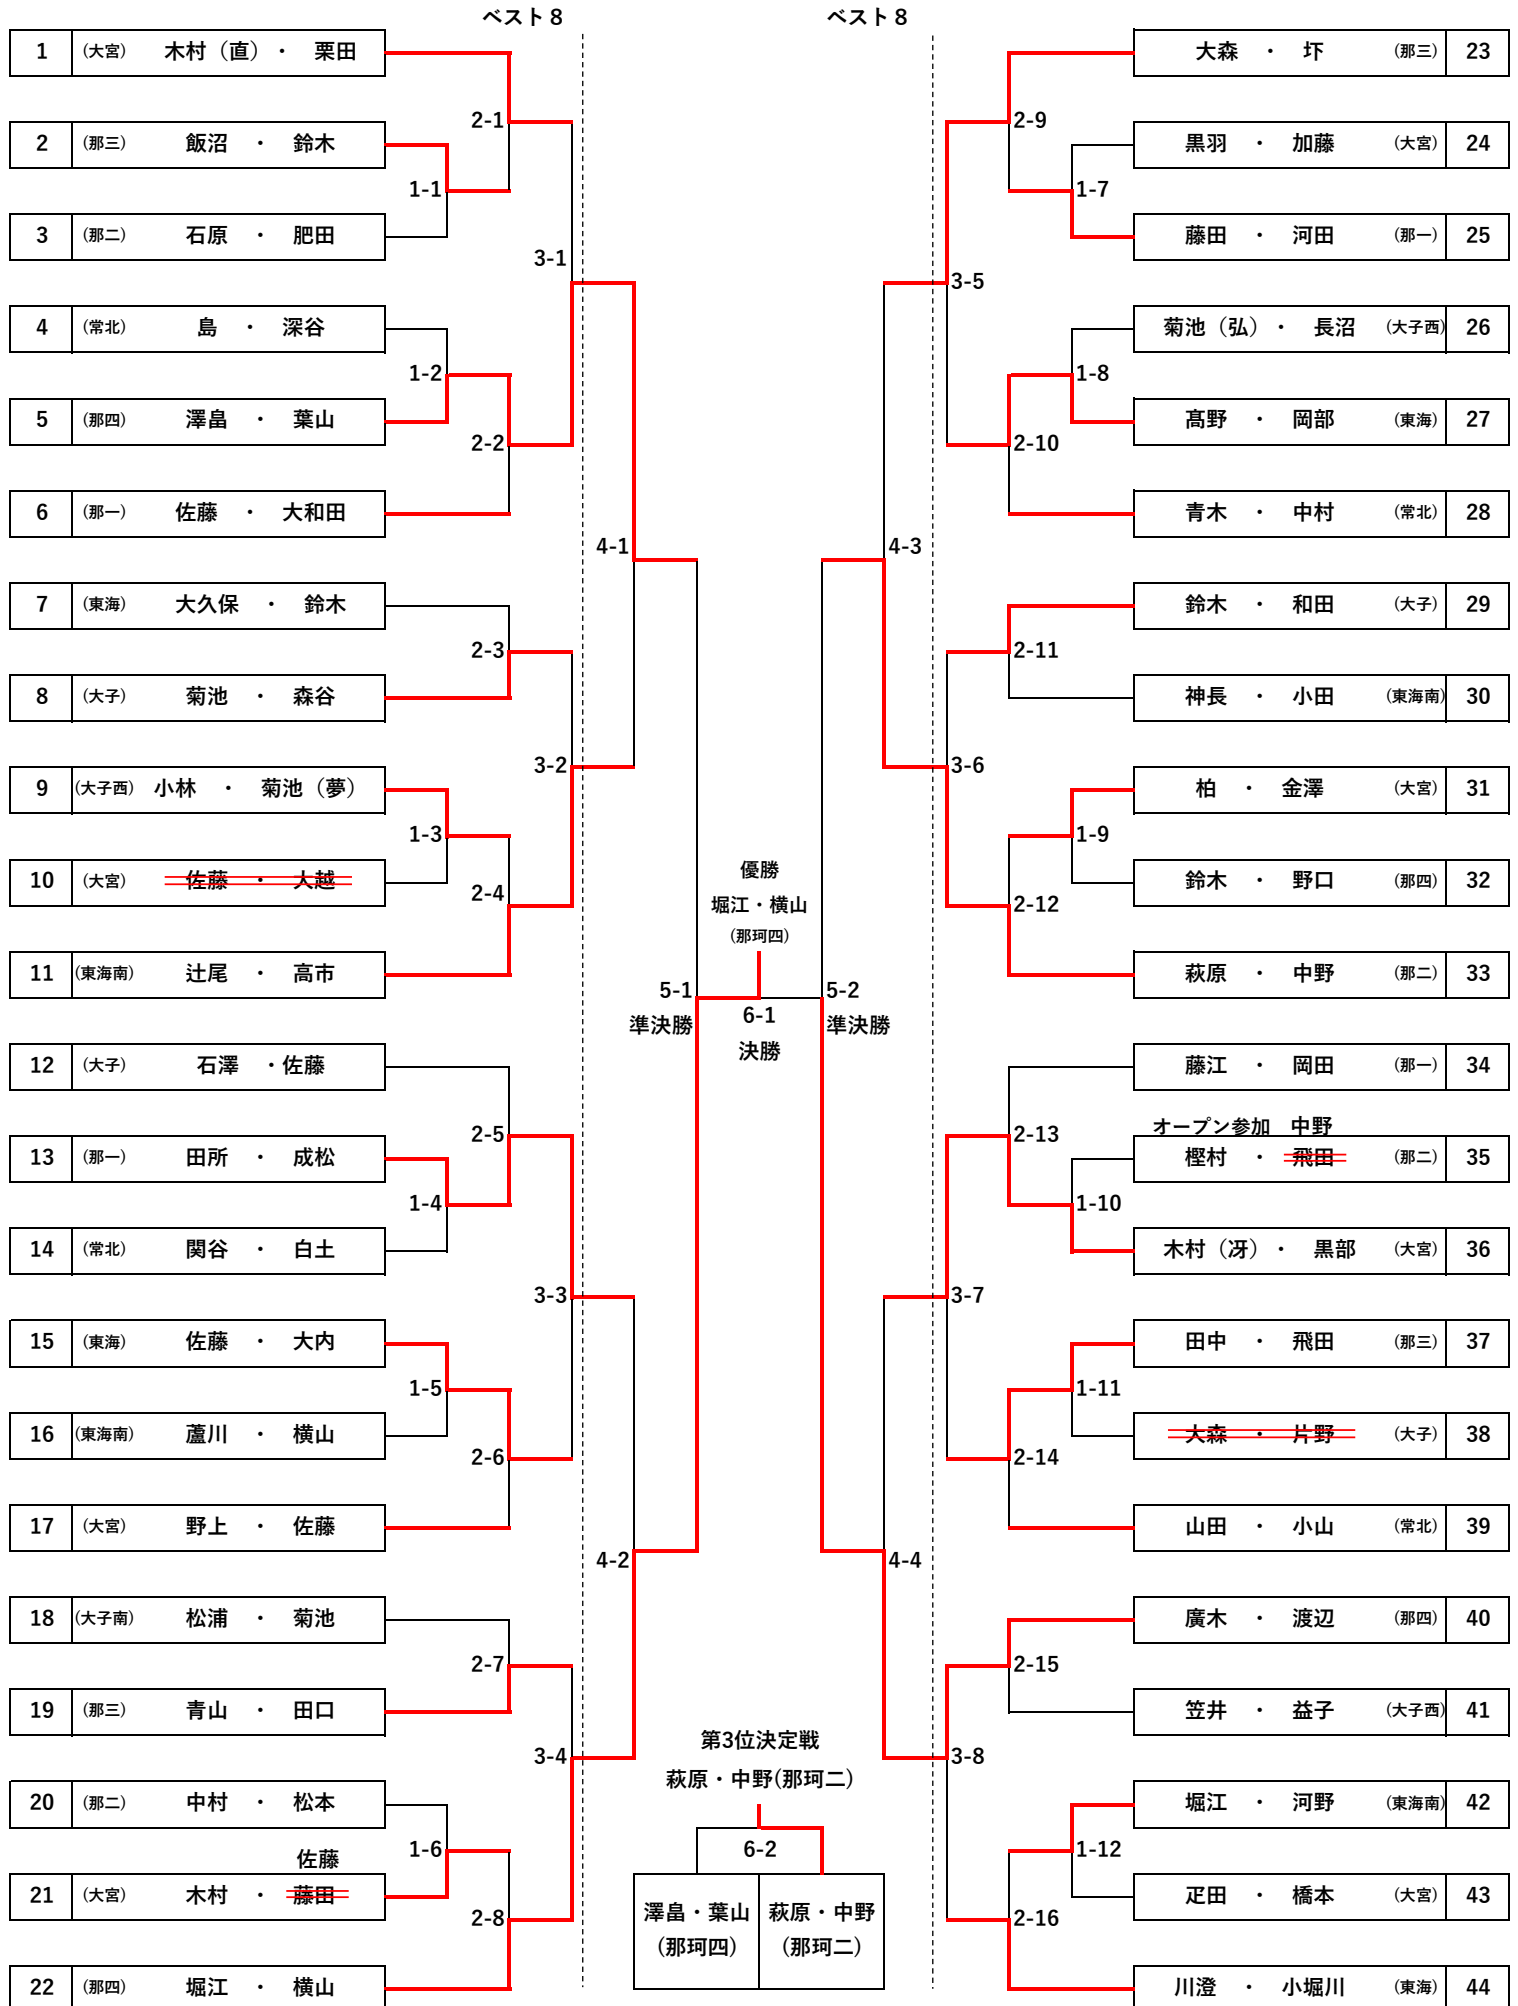 ベスト８
ベスト８
1 (大宮) 木村（直）・ 栗田
2 (那三) 飯沼 ・ 鈴木
3 (那二) 石原 ・ 肥田
4 (常北) 島 ・ 深谷
5 (那四) 澤畠 ・ 葉山
6 (那一) 佐藤 ・ 大和田
7 (東海) 大久保 ・ 鈴木
8 (大子) 菊池 ・ 森谷
9 (大子西) 小林 ・ 菊池（夢）
10 (大宮) 佐藤 ・ 大越
11 (東海南) 辻尾 ・ 高市
12 (大子) 石澤 ・佐藤
13 (那一) 田所 ・ 成松
14 (常北) 関谷 ・ 白土
15 (東海) 佐藤 ・ 大内
16 (東海南) 蘆川 ・ 横山
17 (大宮) 野上 ・ 佐藤
18 (大子南) 松浦 ・ 菊池
19 (那三) 青山 ・ 田口
20 (那二) 中村 ・ 松本
佐藤
21 (大宮) 木村 ・ 藤田
22 (那四) 堀江 ・ 横山
1-1
1-2
1-3
1-4
1-5
1-6
2-1
2-2
2-3
2-4
2-5
2-6
2-7
2-8
3-1
3-2
3-3
3-4
4-1
4-2
5-1
準決勝
優勝
堀江・横山
(那珂四)
6-1
決勝
5-2
準決勝
第3位決定戦
萩原・中野(那珂二)
6-2
澤畠・葉山
(那珂四)
萩原・中野
(那珂二)
4-3
4-4
3-5
3-6
3-7
3-8
2-9
2-10
2-11
2-12
2-13
2-14
2-15
2-16
1-7
1-8
1-9
1-10
1-11
1-12
大森 ・ 圷 (那三) 23
黒羽 ・ 加藤 (大宮) 24
藤田 ・ 河田 (那一) 25
菊池（弘）・ 長沼 (大子西) 26
髙野 ・ 岡部 (東海) 27
青木 ・ 中村 (常北) 28
鈴木 ・ 和田 (大子) 29
神長 ・ 小田 (東海南) 30
柏 ・ 金澤 (大宮) 31
鈴木 ・ 野口 (那四) 32
萩原 ・ 中野 (那二) 33
藤江 ・ 岡田 (那一) 34
オープン参加 中野
樫村 ・ 飛田 (那二) 35
木村（冴）・ 黒部 (大宮) 36
田中 ・ 飛田 (那三) 37
大森 ・ 片野 (大子) 38
山田 ・ 小山 (常北) 39
廣木 ・ 渡辺 (那四) 40
笠井 ・ 益子 (大子西) 41
堀江 ・ 河野 (東海南) 42
疋田 ・ 橋本 (大宮) 43
川澄 ・ 小堀川 (東海) 44